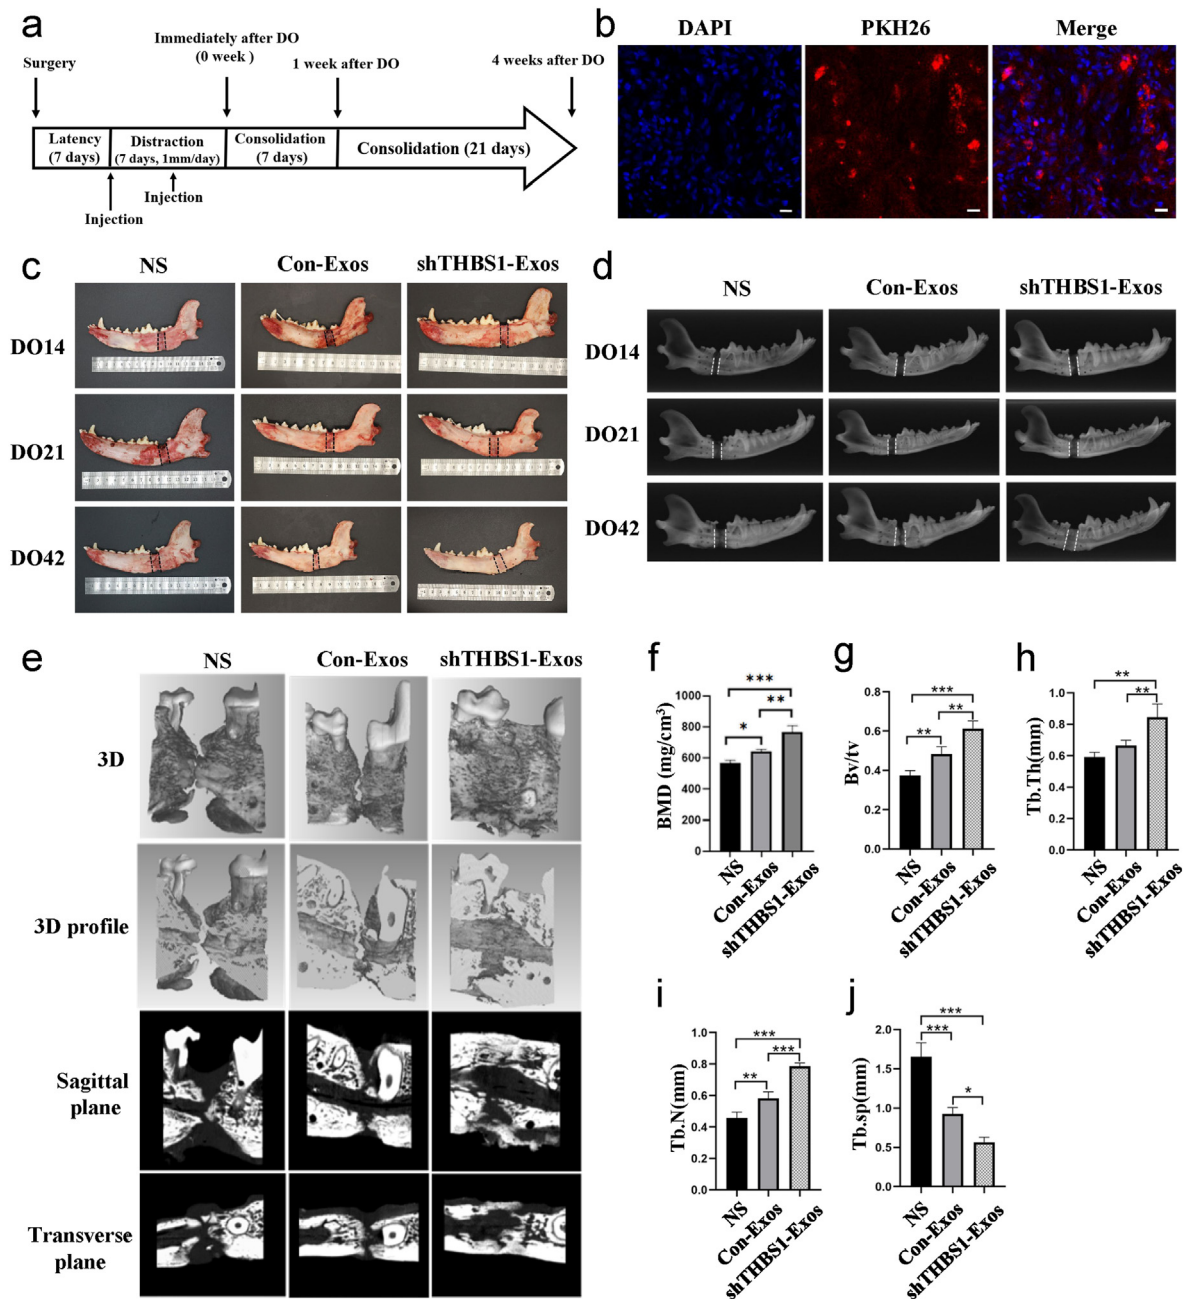 a
Immediately after DO
(0 week )
Surgery
1 week after DO
4 weeks after DO
Latency
(7 days)
Distraction
(7 days, 1mm/day)
Consolidation
(7 days)
Consolidation (21 days)
Injection
Injection
b
DAPI
PKH26
Merge
c
NS
Con-Exos
shTHBS1-Exos
DO14
DO21
DO42
d
NS
Con-Exos
shTHBS1-Exos
DO14
DO21
DO42
e
NS
Con-Exos
shTHBS1-Exos
3D
3D profile
Sagittal
plane
Transverse
plane
f
BMD (mg/cm³)
1000
800
600
400
200
0
***
**
*
NS
Con-Exos
shTHBS1-Exos
g
Bv/tv
0.8
0.6
0.4
0.2
0.0
***
**
**
NS
Con-Exos
shTHBS1-Exos
h
Tb.Th(mm)
1.0
0.8
0.6
0.4
0.2
0.0
**
**
NS
Con-Exos
shTHBS1-Exos
i
Tb.N(mm)
1.0
0.8
0.6
0.4
0.2
0.0
***
***
**
NS
Con-Exos
shTHBS1-Exos
j
Tb.sp(mm)
2.0
1.5
1.0
0.5
0.0
***
***
*
NS
Con-Exos
shTHBS1-Exos